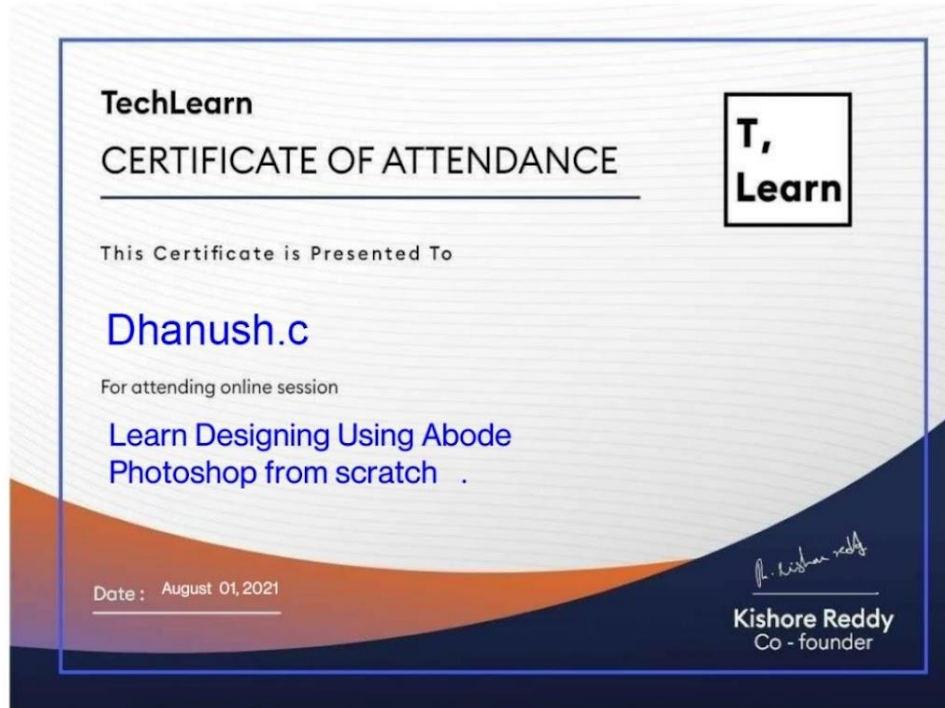 TechLearn
CERTIFICATE OF ATTENDANCE
T,
Learn
This Certificate is Presented To
Dhanush.c
For attending online session
Learn Designing Using Abode
Photoshop from scratch .
Date : August 01, 2021
Kishore Reddy
Co - founder